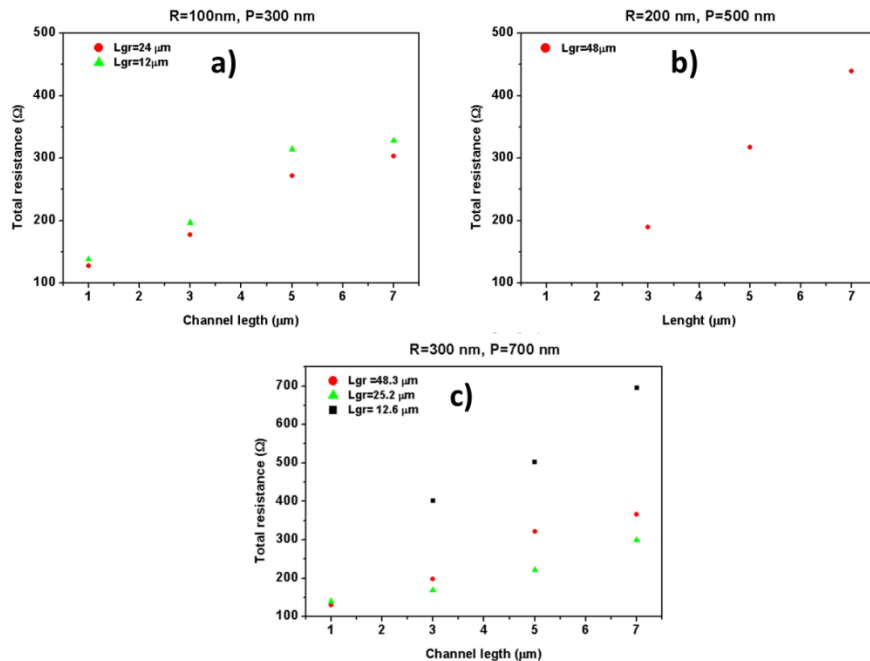 R=100nm, P=300 nm
500
400
300
200
100
Lgr=24 μm
Lgr=12μm
a)
Total resistance (Ω)
1 2 3 4 5 6 7
Channel legth (μm)
R=200 nm, P=500 nm
500
400
300
200
100
Lgr=48μm
b)
Total resistance (Ω)
1 2 3 4 5 6 7
Lenght (μm)
R=300 nm, P=700 nm
700
600
500
400
300
200
100
Lgr =48.3 μm
Lgr=25.2 μm
Lgr= 12.6 μm
c)
Total resistance (Ω)
1 2 3 4 5 6 7
Channel legth (μm)